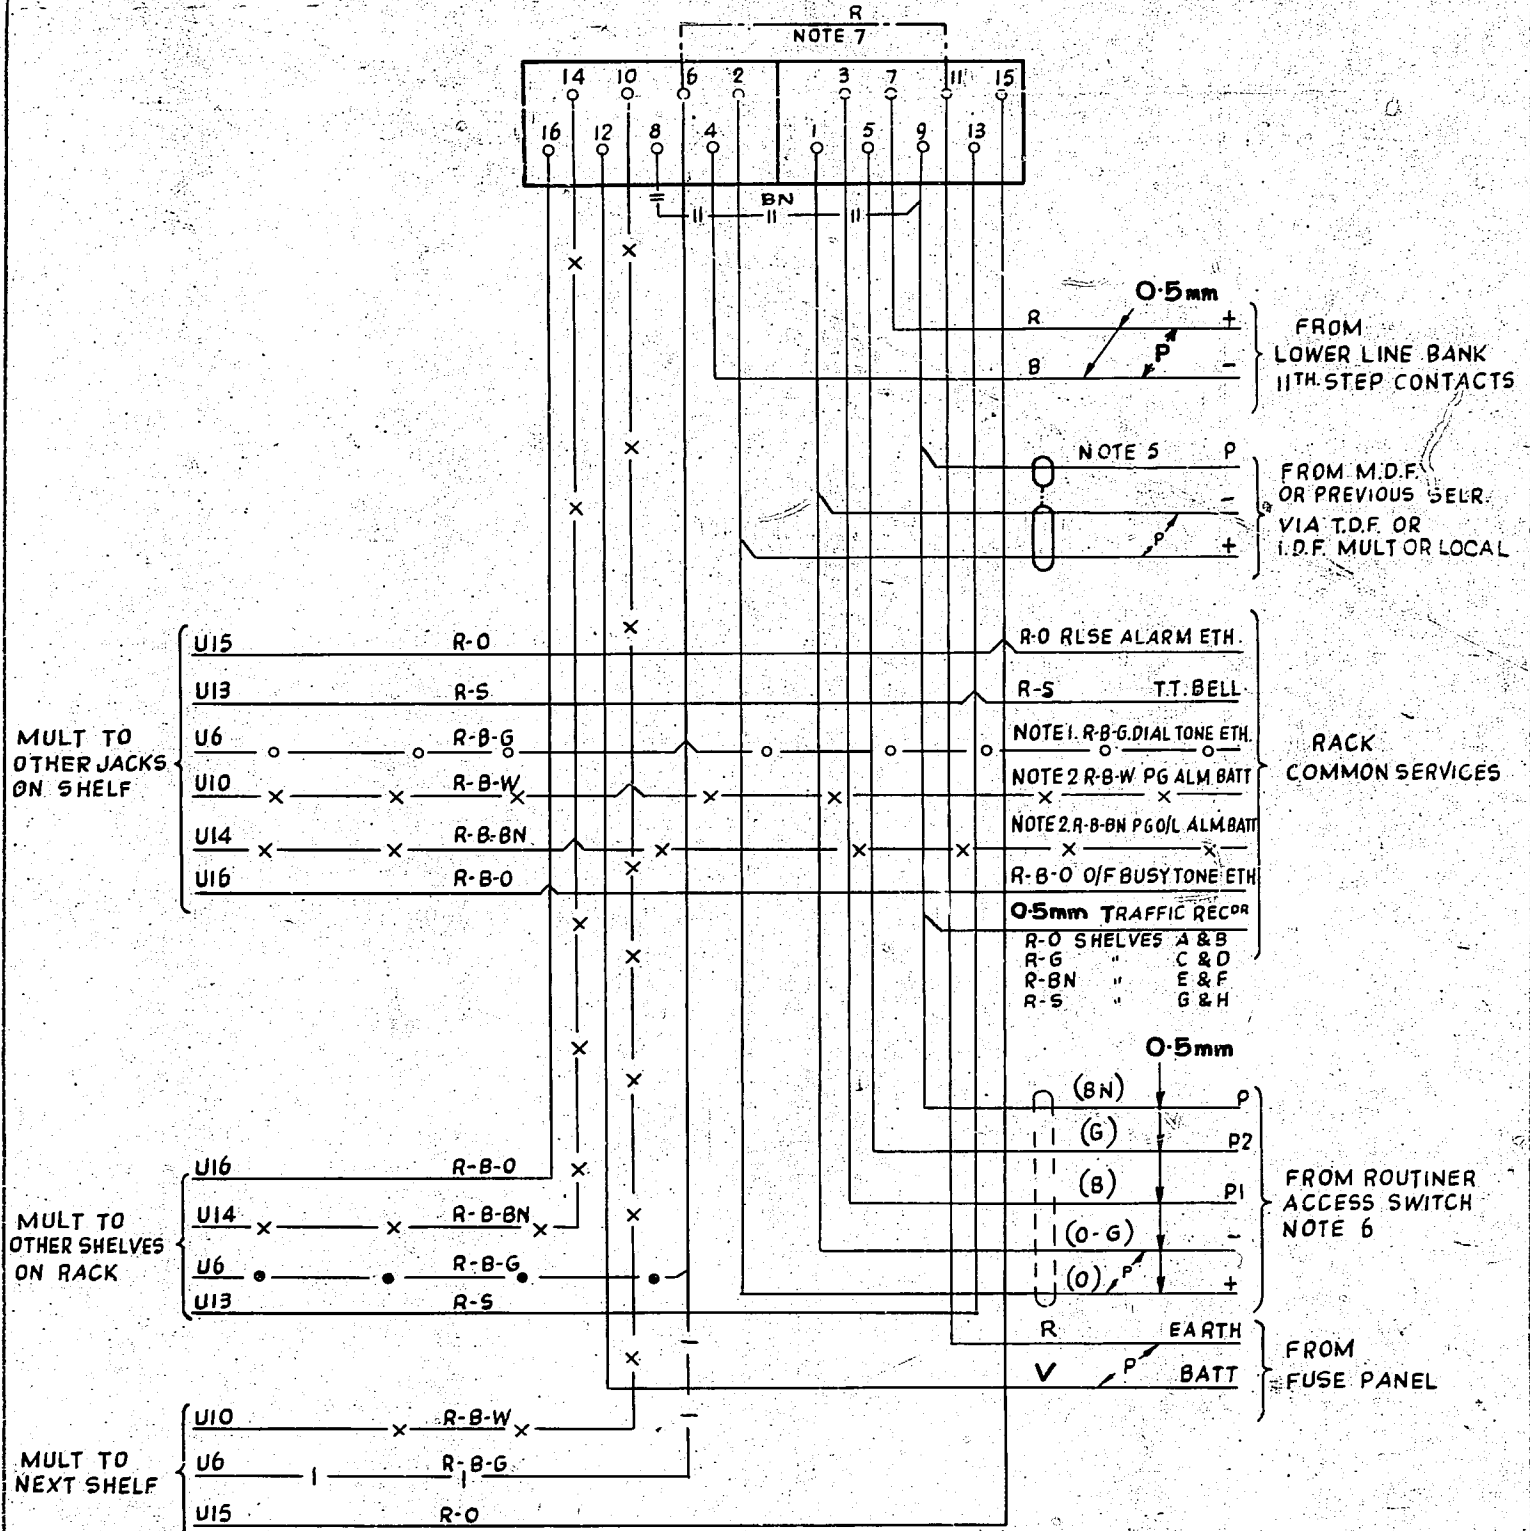 R
NOTE 7
14 10 6 2 3 7 11 15
16 12 8 4 1 5 9 13
BN
0.5mm
R +
P
B -
FROM
LOWER LINE BANK
11TH. STEP CONTACTS
NOTE 5 P
-
P
+
FROM M.D.F.
OR PREVIOUS SELR.
VIA T.D.F. OR
I.D.F. MULT OR LOCAL
MULT TO
OTHER JACKS
ON SHELF
U15 R-O R-O RLSE ALARM ETH.
U13 R-S R-S T.T. BELL
U6 R-B-G NOTE 1. R-B-G. DIAL TONE ETH.
U10 R-B-W NOTE 2 R-B-W PG ALM BATT
U14 R-B-BN NOTE 2. R-B-BN PG O/L ALM. BATT
U16 R-B-O R-B-O O/F BUSY TONE ETH
0.5mm TRAFFIC RECDR
R-O SHELVES A & B
R-G " C & D
R-BN " E & F
R-S " G & H
RACK
COMMON SERVICES
0.5mm
(BN) P
(G) P2
(B) P1
(O-G) -
(O) P +
FROM ROUTINER
ACCESS SWITCH
NOTE 6
MULT TO
OTHER SHELVES
ON RACK
U16 R-B-O
U14 R-B-BN
U6 R-B-G
U13 R-S
R EARTH
V P BATT
FROM
FUSE PANEL
MULT TO
NEXT SHELF
U10 R-B-W
U6 R-B-G
U15 R-O